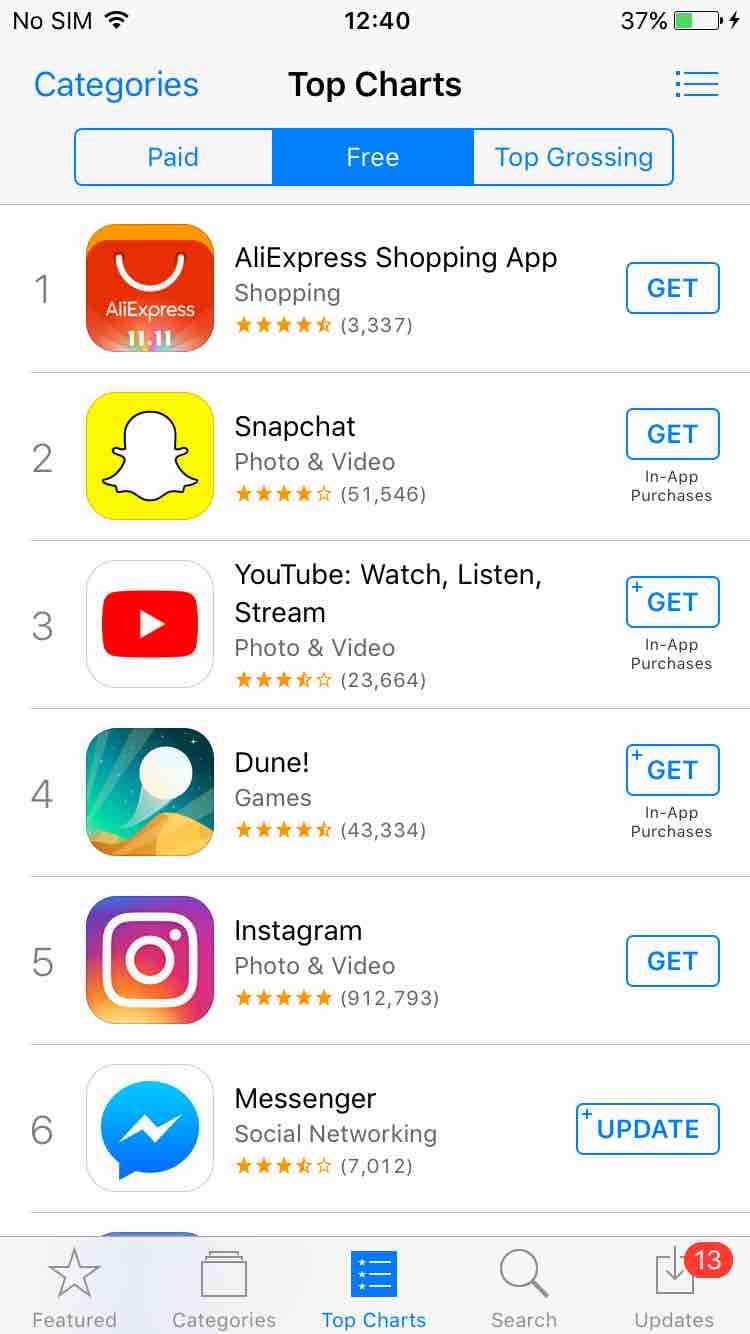 No SIM 12:40 37%
Categories Top Charts
Paid Free Top Grossing
1
AliExpress
11.11
AliExpress Shopping App
Shopping
(3,337)
GET
2
Snapchat
Photo & Video
(51,546)
GET
In-App
Purchases
3
YouTube: Watch, Listen,
Stream
Photo & Video
(23,664)
+GET
In-App
Purchases
4
Dune!
Games
(43,334)
+GET
In-App
Purchases
5
Instagram
Photo & Video
(912,793)
GET
6
Messenger
Social Networking
(7,012)
+UPDATE
13
Featured Categories Top Charts Search Updates